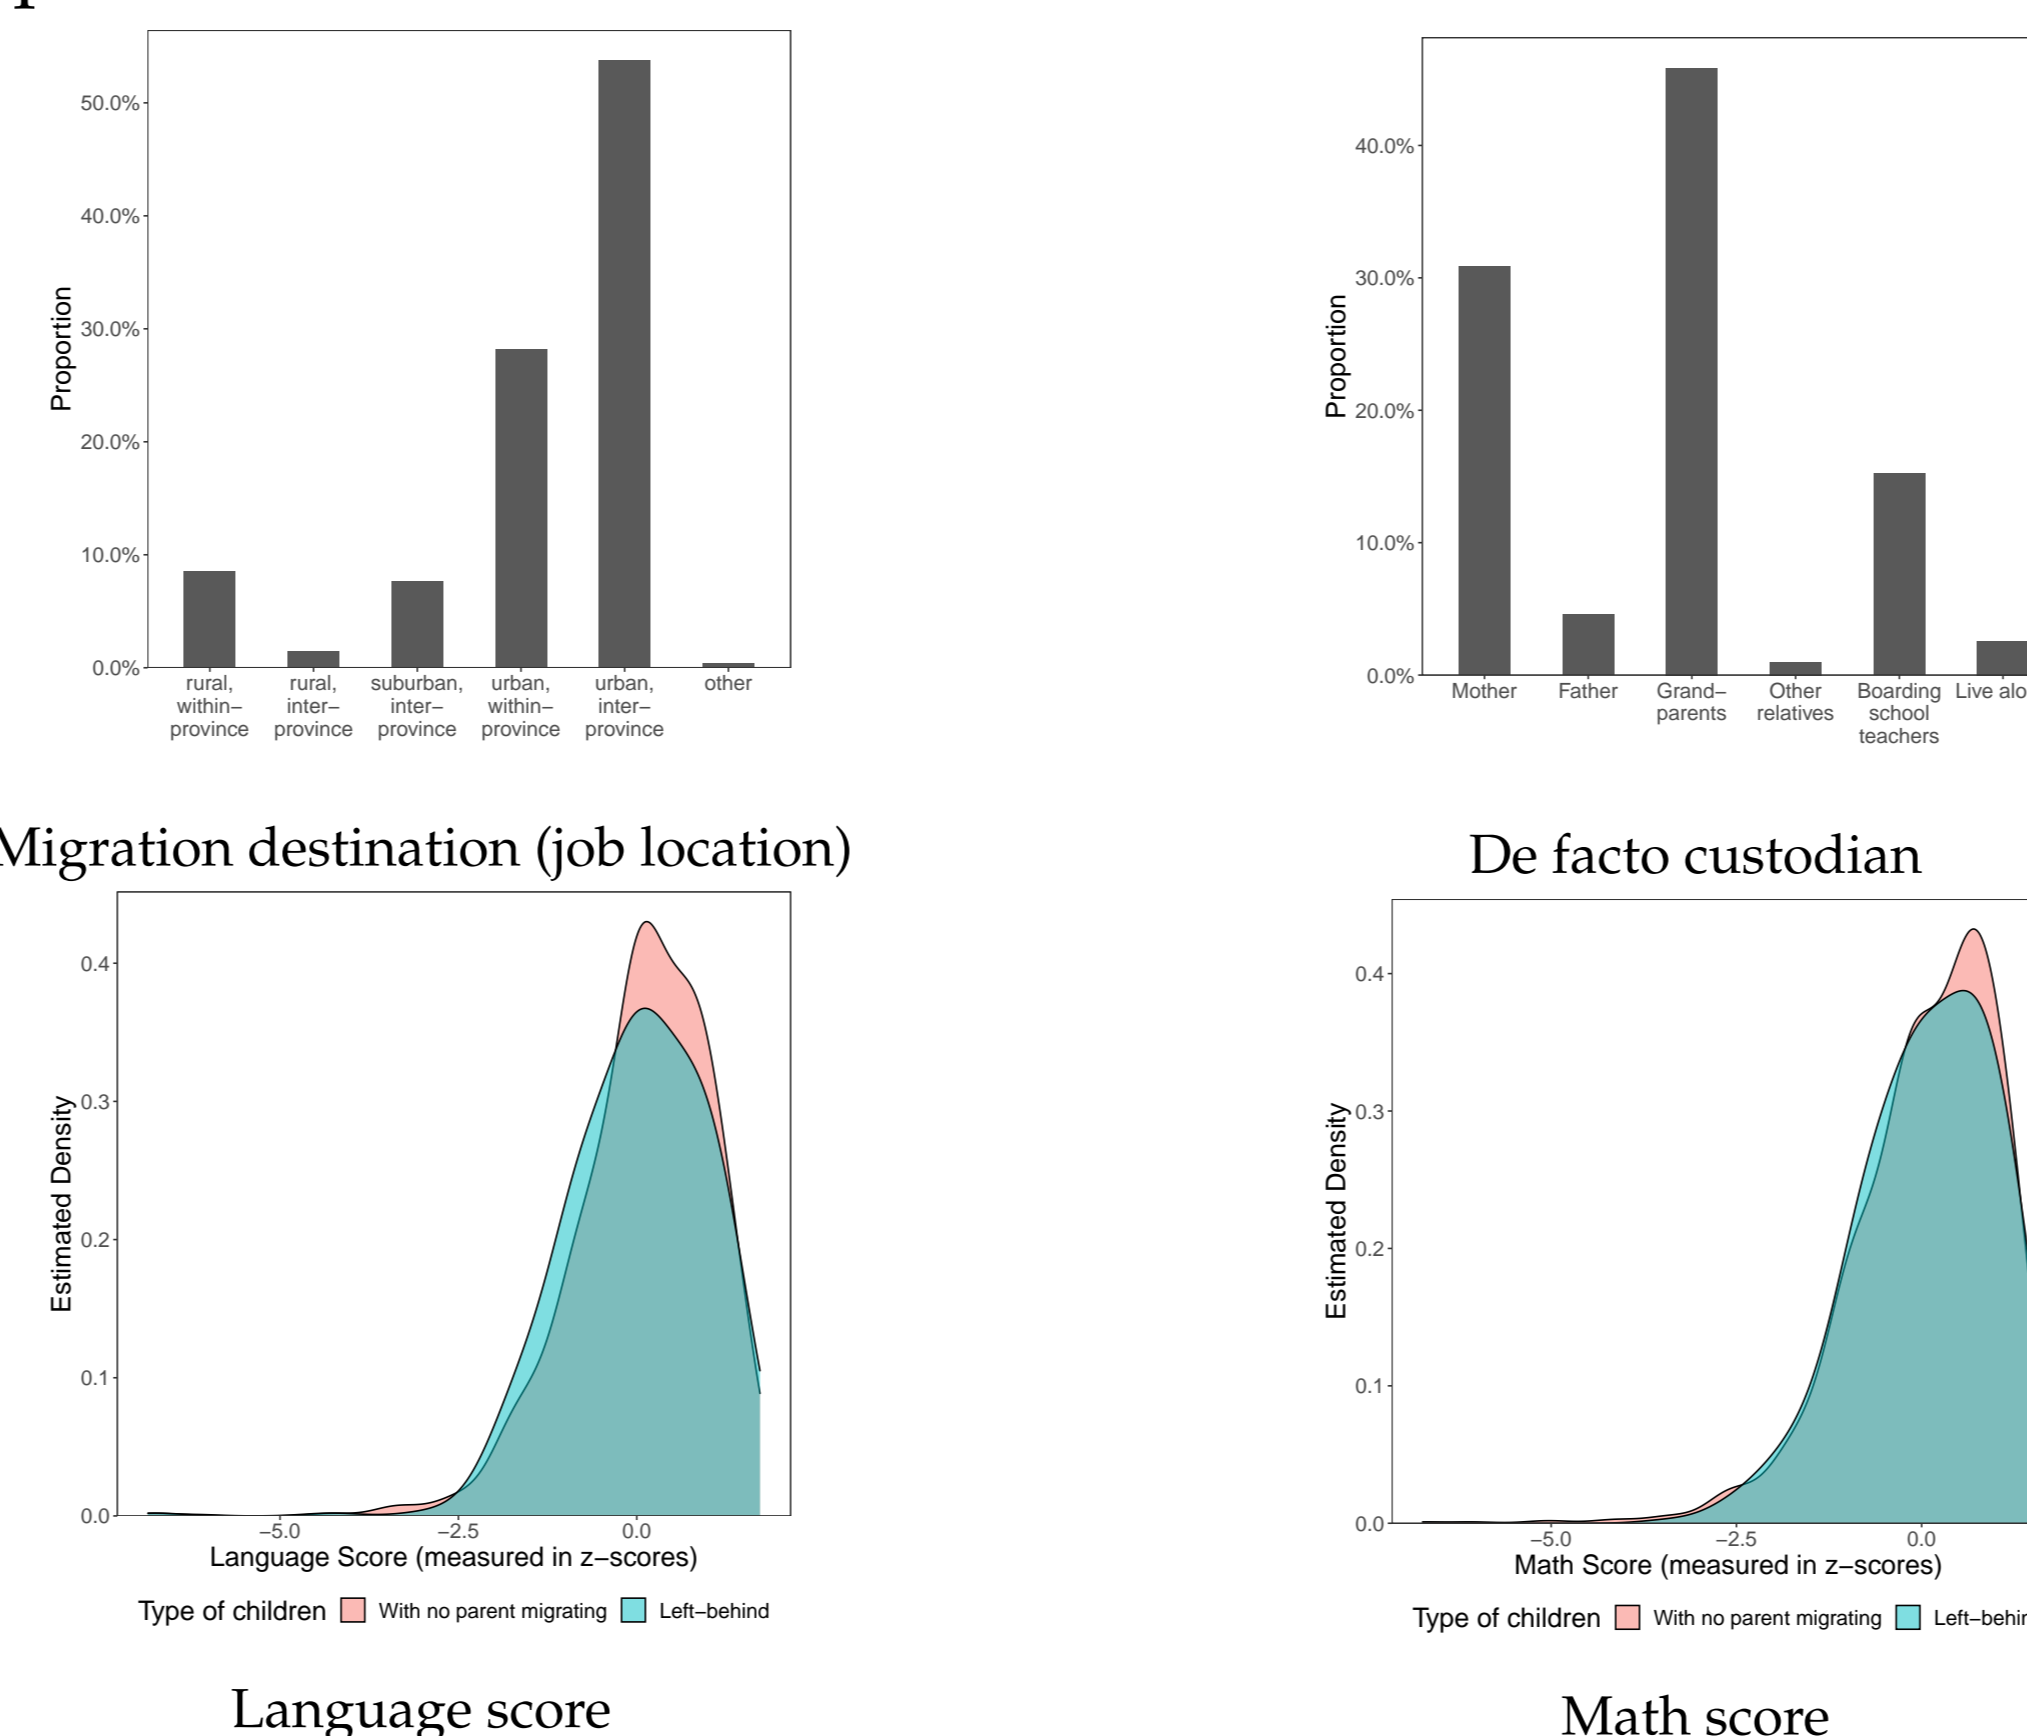 50.0%
40.0%
30.0%
20.0%
10.0%
0.0%
Proportion
rural, within– province
rural, inter– province
suburban, inter– province
urban, within– province
urban, inter– province
other
Migration destination (job location)
40.0%
30.0%
20.0%
10.0%
0.0%
Proportion
Mother
Father
Grand– parents
Other relatives
Boarding school teachers
Live alo
De facto custodian
0.4
0.3
0.2
0.1
0.0
Estimated Density
−5.0 −2.5 0.0
Language Score (measured in z−scores)
Type of children With no parent migrating Left−behind
Language score
0.4
0.3
0.2
0.1
0.0
Estimated Density
−5.0 −2.5 0.0
Math Score (measured in z−scores)
Type of children With no parent migrating Left−behin
Math score